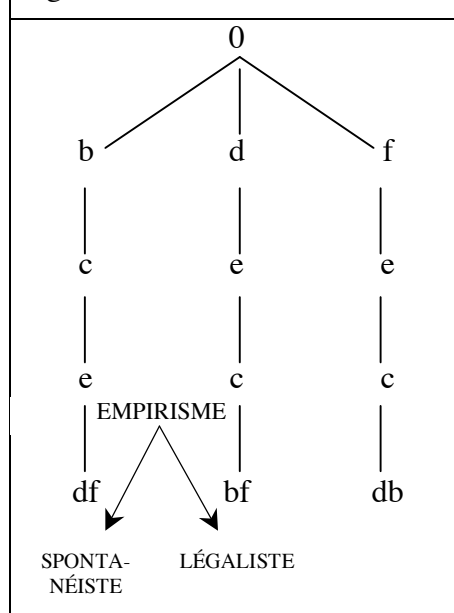 0
b d f
c e e
e c c
EMPIRISME
df bf db
SPONTA- LÉGALISTE
NÉISTE